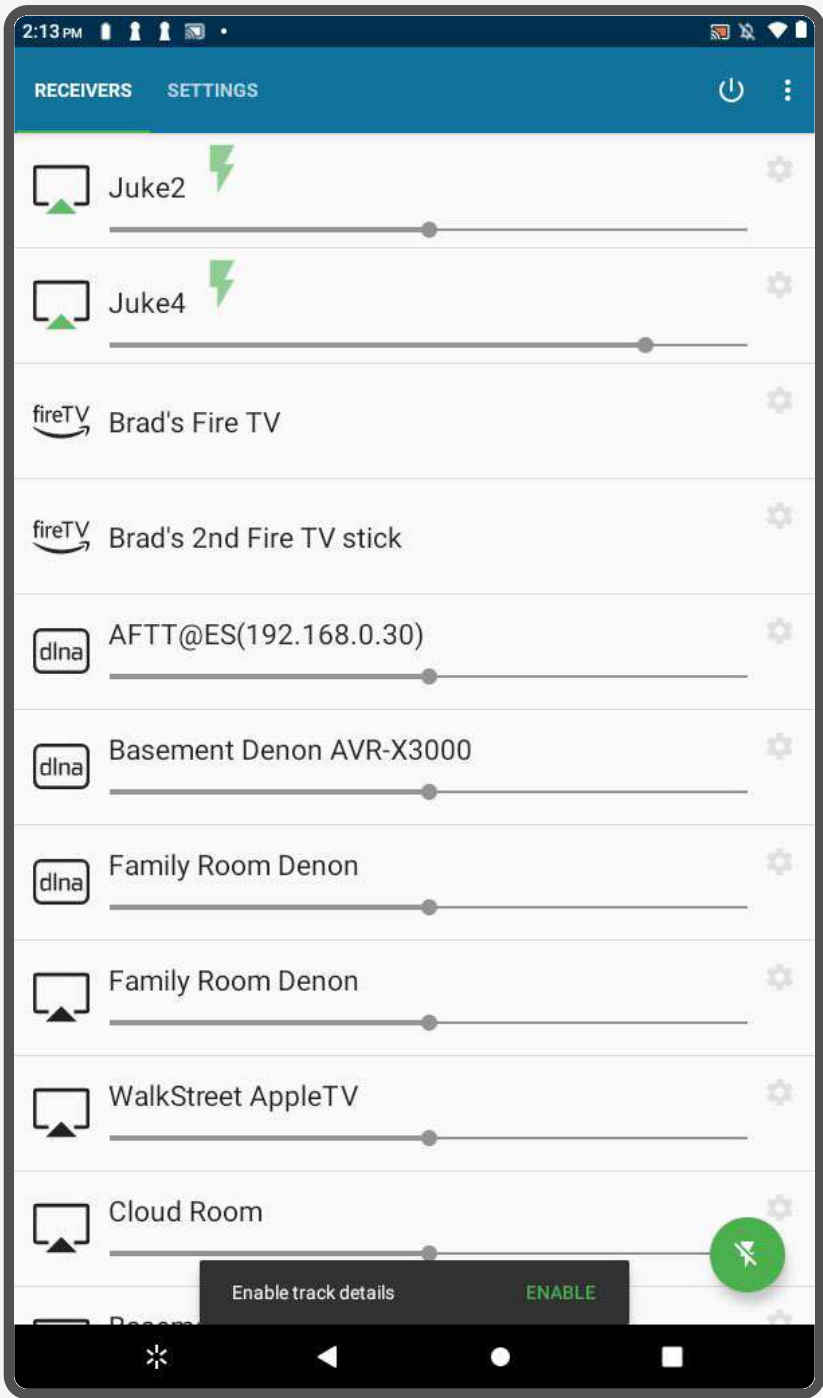 2:13 PM
RECEIVERS SETTINGS
Juke2
Juke4
fireTV Brad's Fire TV
fireTV Brad's 2nd Fire TV stick
dlna AFTT@ES(192.168.0.30)
dlna Basement Denon AVR-X3000
dlna Family Room Denon
Family Room Denon
WalkStreet AppleTV
Cloud Room
Enable track details ENABLE